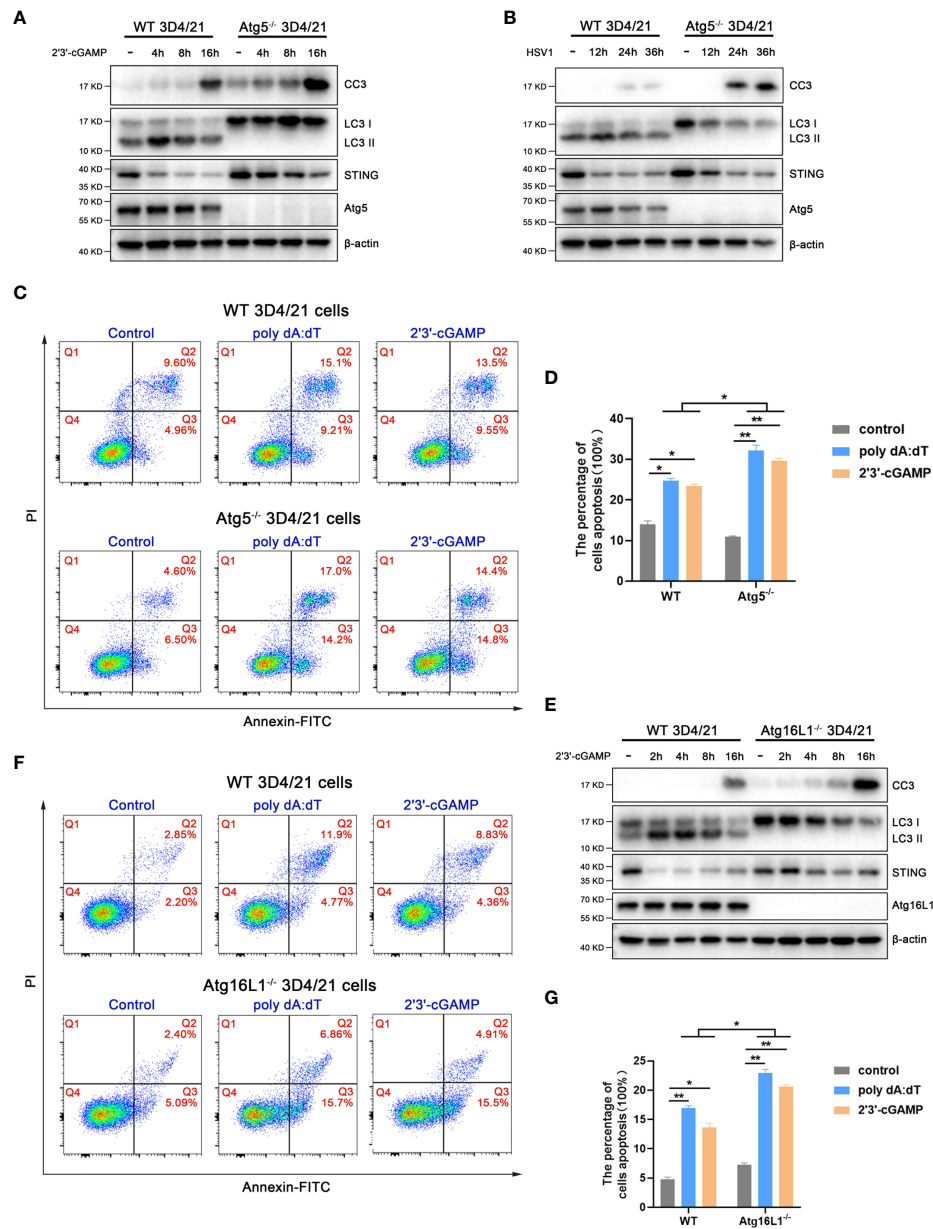 A
WT 3D4/21 Atg5-/- 3D4/21
2'3'-cGAMP - 4h 8h 16h - 4h 8h 16h
17 KD CC3
17 KD LC3 I
LC3 II
10 KD
40 KD STING
35 KD
70 KD Atg5
55 KD
40 KD β-actin
B
WT 3D4/21 Atg5-/- 3D4/21
HSV1 - 12h 24h 36h - 12h 24h 36h
17 KD CC3
17 KD LC3 I
LC3 II
10 KD
40 KD STING
35 KD
70 KD Atg5
55 KD
40 KD β-actin
C
WT 3D4/21 cells
Control poly dA:dT 2'3'-cGAMP
Q1 Q2 Q1 Q2 Q1 Q2
9.60% 15.1% 13.5%
Q4 Q3 Q4 Q3 Q4 Q3
4.96% 9.21% 9.55%
Atg5-/- 3D4/21 cells
Control poly dA:dT 2'3'-cGAMP
Q1 Q2 Q1 Q2 Q1 Q2
4.60% 17.0% 14.4%
Q4 Q3 Q4 Q3 Q4 Q3
6.50% 14.2% 14.8%
PI
Annexin-FITC
D
The percentage of
cells apoptosis(100%)
40
30
20
10
0
* * * ** **
WT Atg5-/-
control
poly dA:dT
2'3'-cGAMP
E
WT 3D4/21 Atg16L1-/- 3D4/21
2'3'-cGAMP - 2h 4h 8h 16h - 2h 4h 8h 16h
17 KD CC3
17 KD LC3 I
LC3 II
10 KD
40 KD STING
35 KD
70 KD Atg16L1
55 KD
40 KD β-actin
F
WT 3D4/21 cells
Control poly dA:dT 2'3'-cGAMP
Q1 Q2 Q1 Q2 Q1 Q2
2.85% 11.9% 8.83%
Q4 Q3 Q4 Q3 Q4 Q3
2.20% 4.77% 4.36%
Atg16L1-/- 3D4/21 cells
Control poly dA:dT 2'3'-cGAMP
Q1 Q2 Q1 Q2 Q1 Q2
2.40% 6.86% 4.91%
Q4 Q3 Q4 Q3 Q4 Q3
5.09% 15.7% 15.5%
PI
Annexin-FITC
G
The percentage of
cells apoptosis(100%)
25
20
15
10
5
0
* ** * ** **
WT Atg16L1-/-
control
poly dA:dT
2'3'-cGAMP